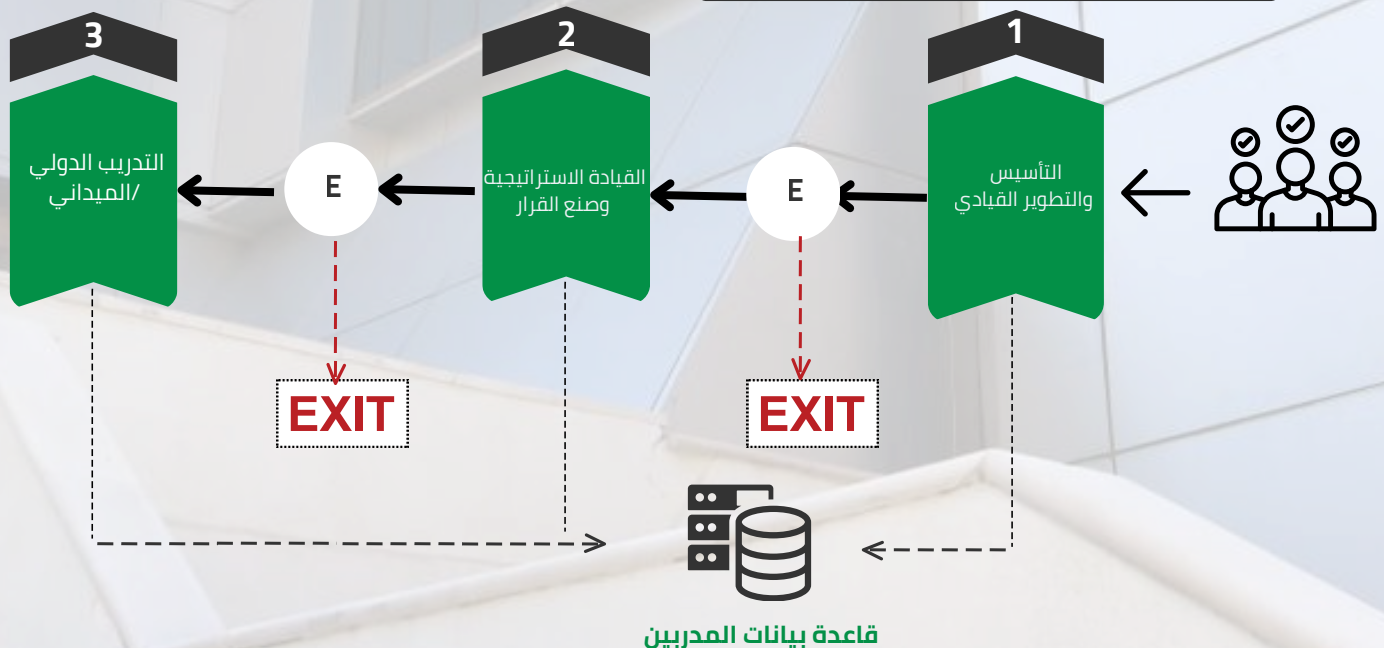 1
2
3
التأسيس
والتطوير القيادي
E
القيادة الاستراتيجية
وصنع القرار
E
التدريب الدولي
/الميداني
EXIT
EXIT
قاعدة بيانات المدربين